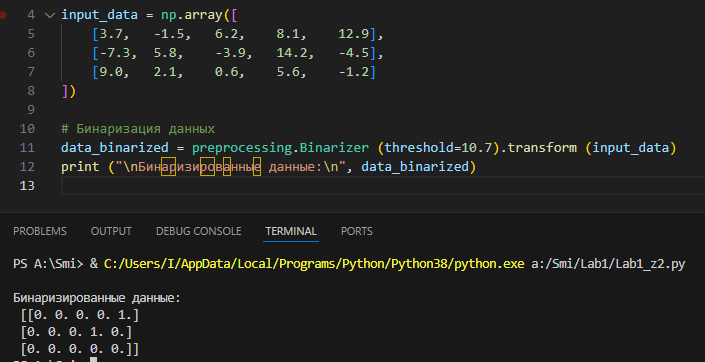 4 input_data = np.array([
5 [3.7, -1.5, 6.2, 8.1, 12.9],
6 [-7.3, 5.8, -3.9, 14.2, -4.5],
7 [9.0, 2.1, 0.6, 5.6, -1.2]
8 ])
9
10 # Бинаризация данных
11 data_binarized = preprocessing.Binarizer (threshold=10.7).transform (input_data)
12 print ("\nБинаризированные данные:\n", data_binarized)
13
PROBLEMS OUTPUT DEBUG CONSOLE TERMINAL PORTS
PS A:\Smi> & C:/Users/I/AppData/Local/Programs/Python/Python38/python.exe a:/Smi/Lab1/Lab1_z2.py
Бинаризированные данные:
[[0. 0. 0. 0. 1.]
[0. 0. 0. 1. 0.]
[0. 0. 0. 0. 0.]]